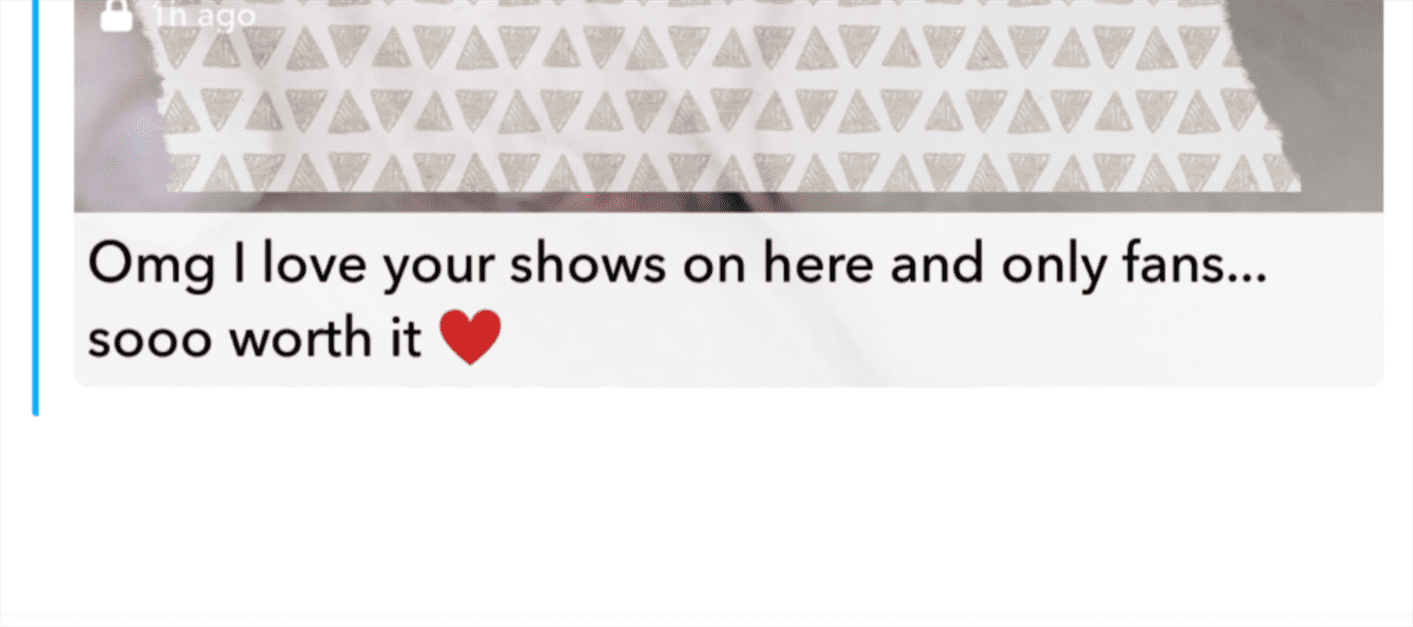 1h ago
Omg I love your shows on here and only fans...
sooo worth it ❤️